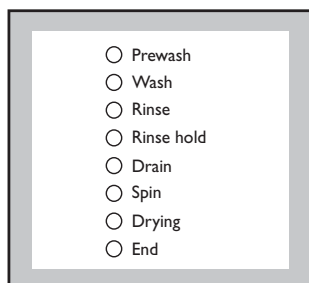 Prewash
Wash
Rinse
Rinse hold
Drain
Spin
Drying
End